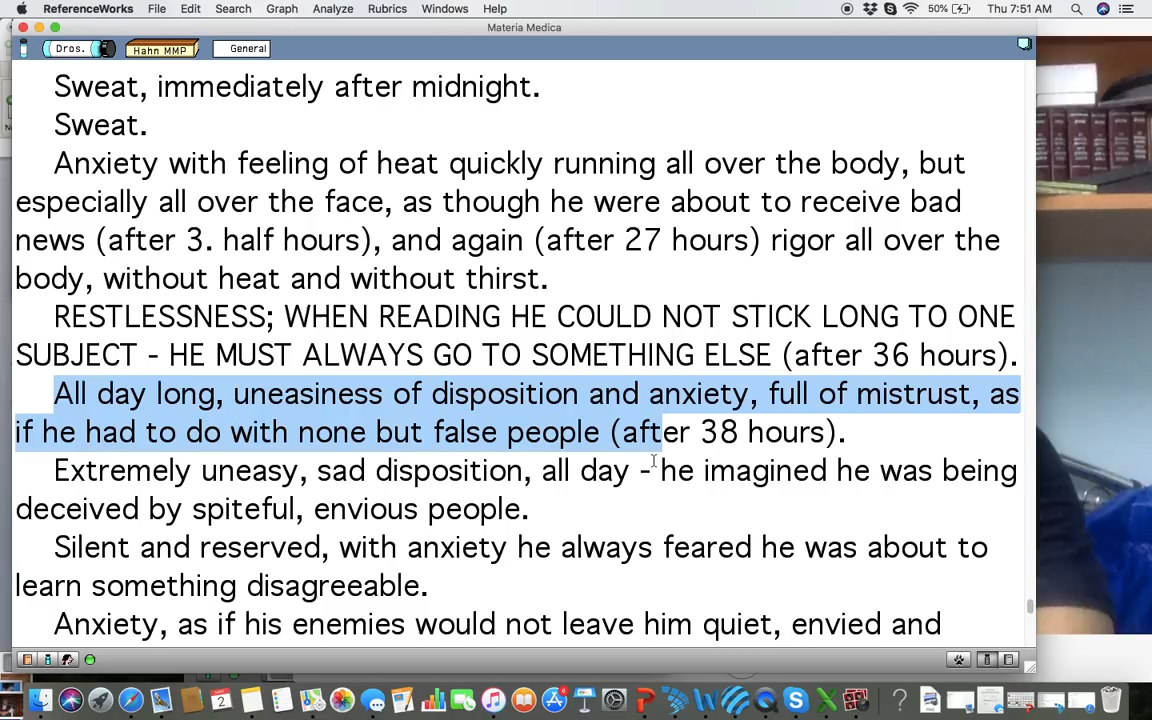 ReferenceWorks File Edit Search Graph Analyze Rubrics Windows Help 50% Thu 7:51 AM
Materia Medica
Dros. Hahn MMP General
Sweat, immediately after midnight.
Sweat.
Anxiety with feeling of heat quickly running all over the body, but
especially all over the face, as though he were about to receive bad
news (after 3. half hours), and again (after 27 hours) rigor all over the
body, without heat and without thirst.
RESTLESSNESS; WHEN READING HE COULD NOT STICK LONG TO ONE
SUBJECT - HE MUST ALWAYS GO TO SOMETHING ELSE (after 36 hours).
All day long, uneasiness of disposition and anxiety, full of mistrust, as
if he had to do with none but false people (after 38 hours).
Extremely uneasy, sad disposition, all day - he imagined he was being
deceived by spiteful, envious people.
Silent and reserved, with anxiety he always feared he was about to
learn something disagreeable.
Anxiety, as if his enemies would not leave him quiet, envied and